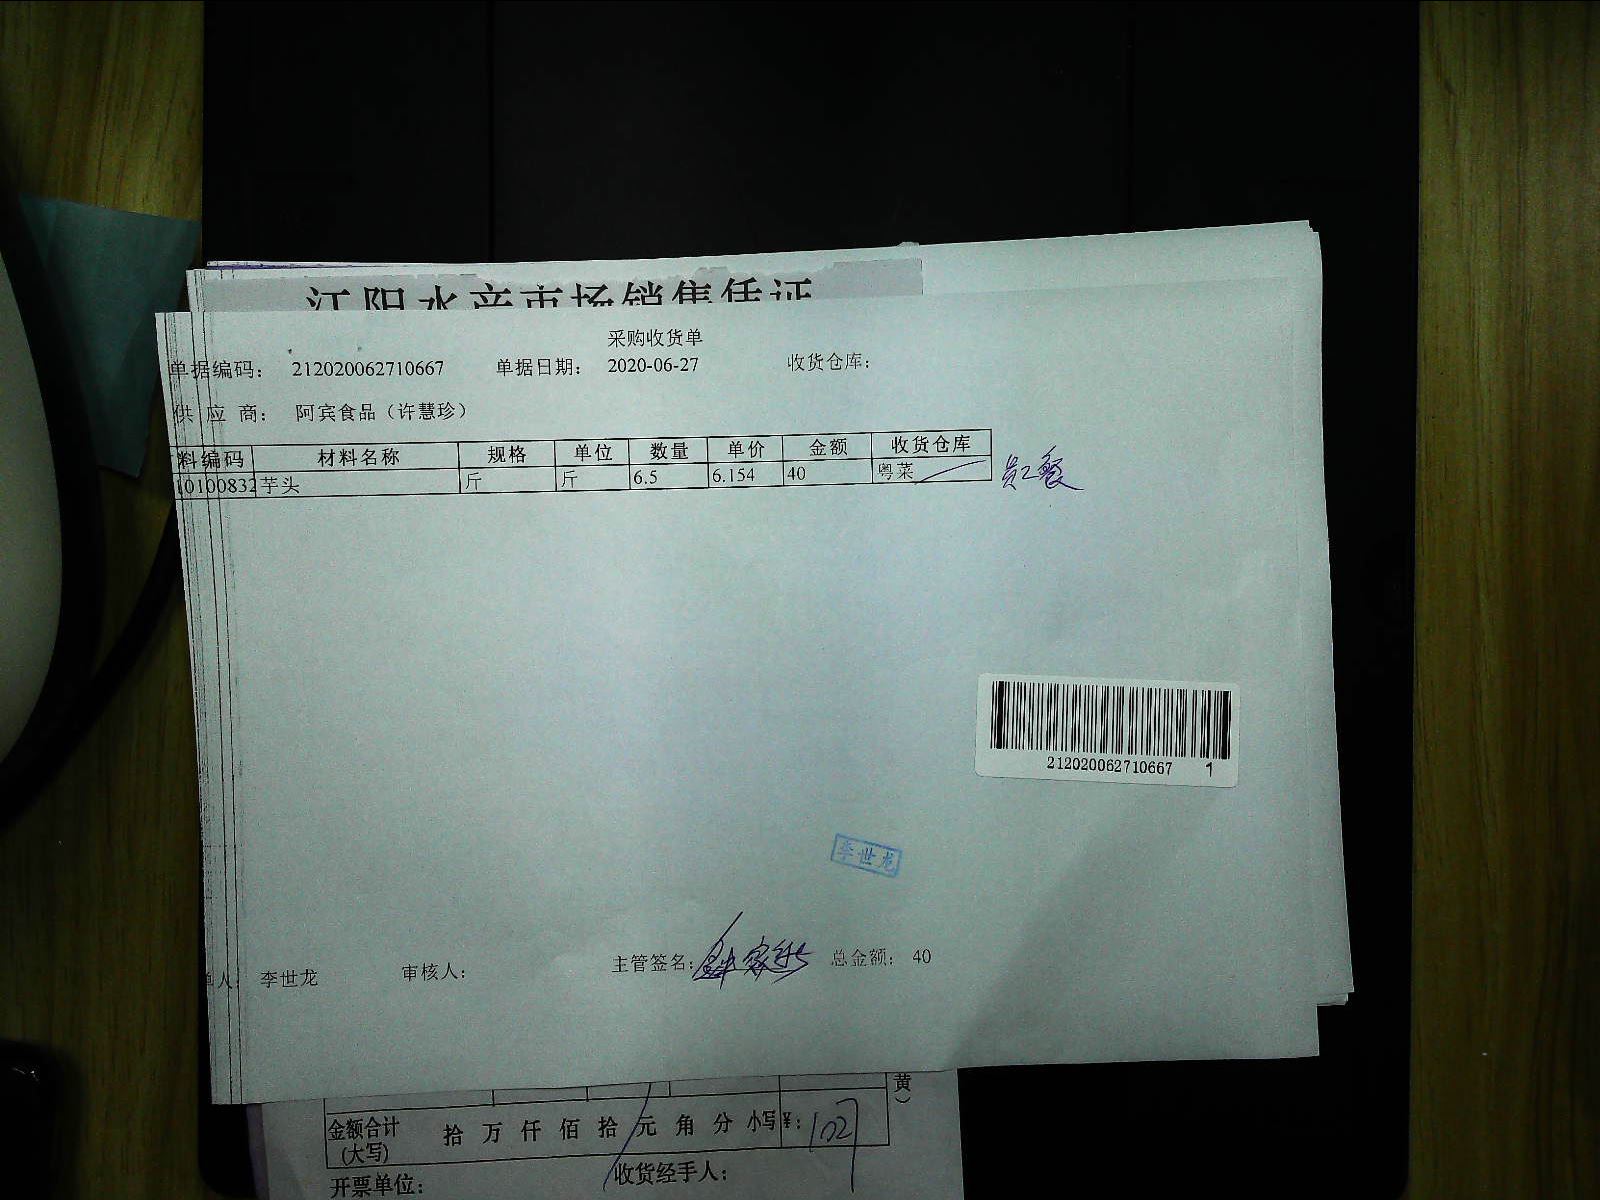 江阳水产市场销售凭证
采购收货单
单据编码： 212020062710667 单据日期： 2020-06-27 收货仓库：
供 应 商： 阿宾食品（许慧珍）
料编码 材料名称 规格 单位 数量 单价 金额 收货仓库
10100832 芋头 斤 斤 6.5 6.154 40 粤菜
212020062710667 1
李世龙
单人： 李世龙 审核人： 主管签名： 总金额： 40
黄）
金额合计 (大写) 拾 万 仟 佰 拾 元 角 分 小写 ¥: 107
开票单位： 收货经手人：